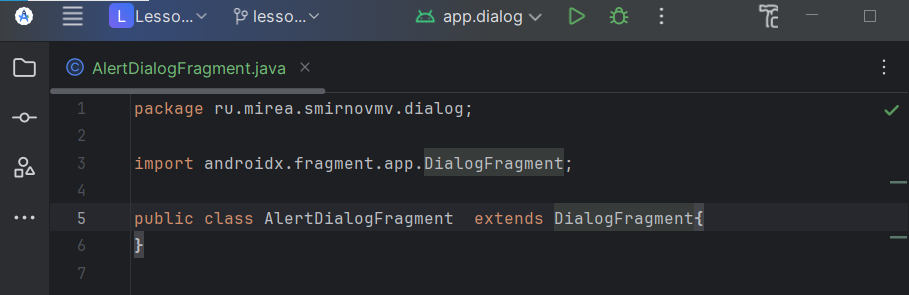 L Lesso... lesso... app.dialog
AlertDialogFragment.java
1 package ru.mirea.smirnovmv.dialog;
2
3 import androidx.fragment.app.DialogFragment;
4
5 public class AlertDialogFragment  extends DialogFragment{
6 }
7